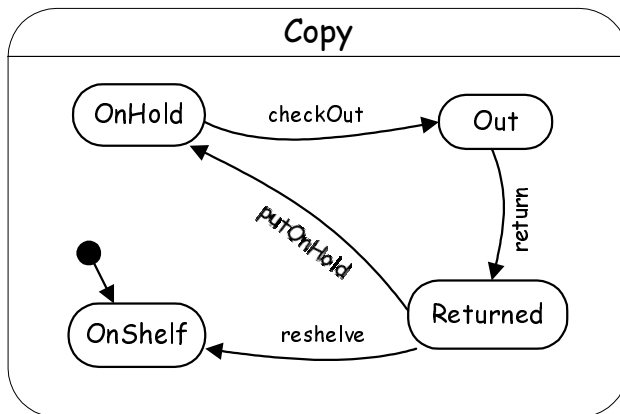 Copy
OnHold
checkOut
Out
return
putOnHold
Returned
OnShelf
reshelve